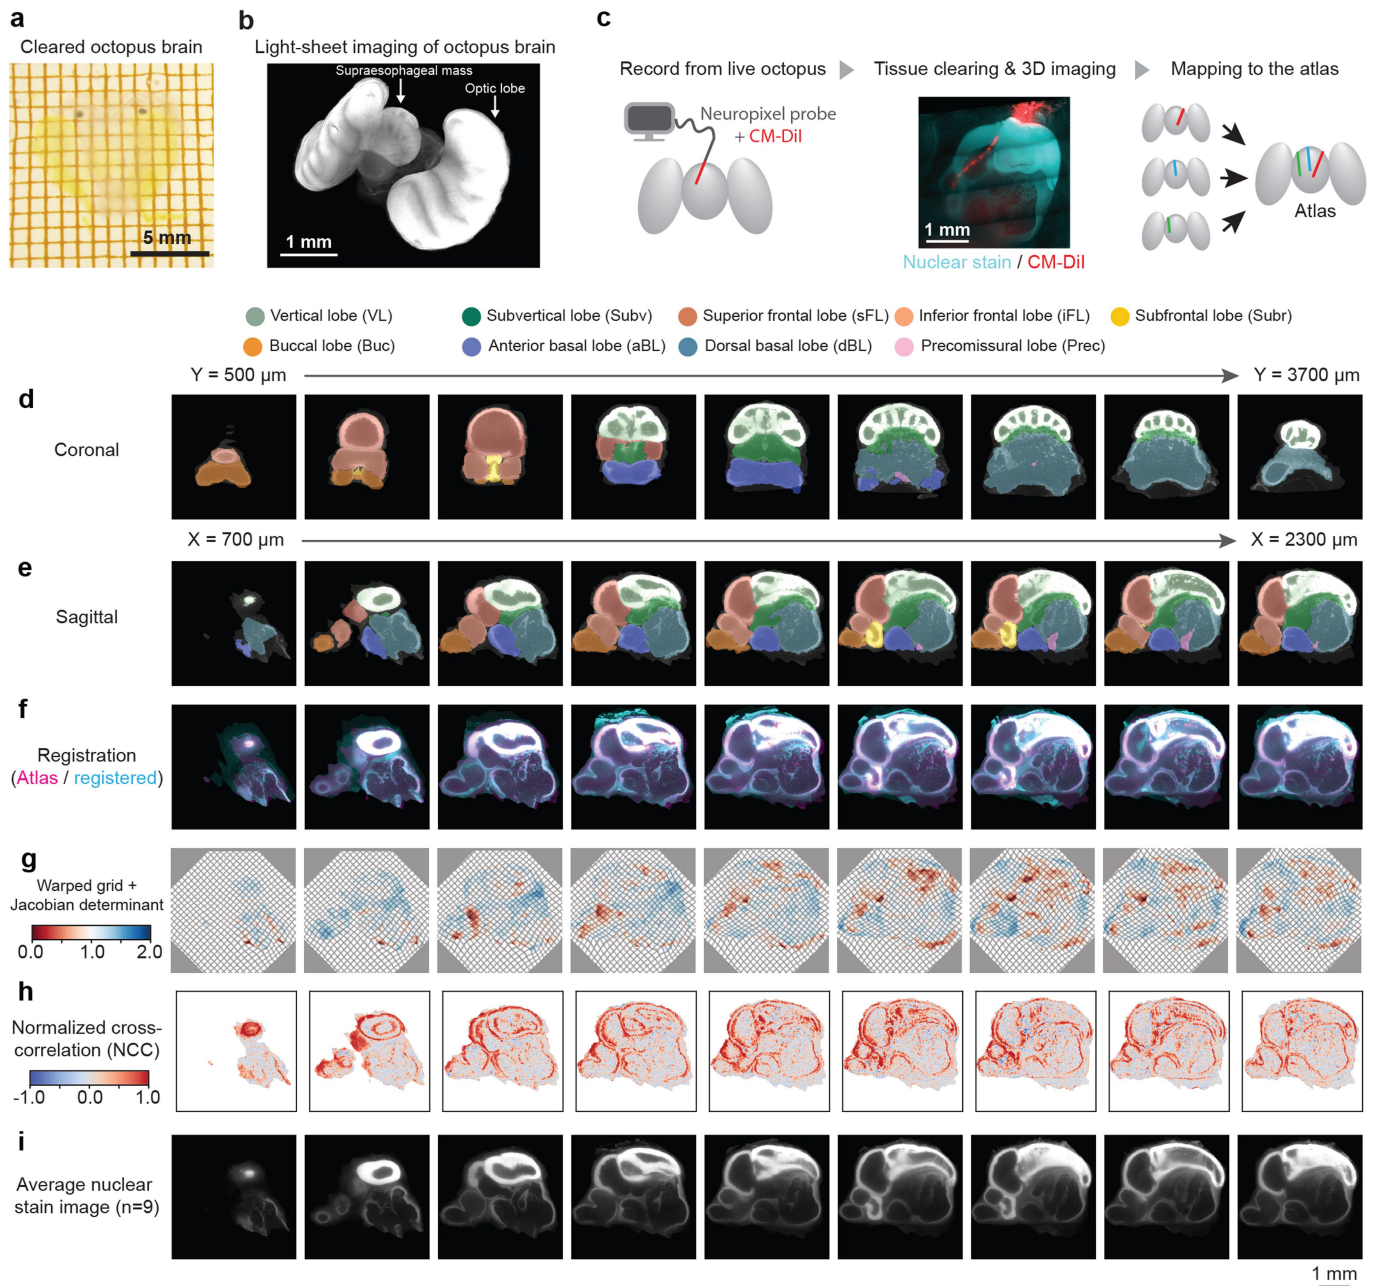 a
Cleared octopus brain
5 mm
b
Light-sheet imaging of octopus brain
Supraesophageal mass
Optic lobe
1 mm
c
Record from live octopus
Tissue clearing & 3D imaging
Mapping to the atlas
Neuropixel probe
+ CM-Dil
1 mm
Nuclear stain / CM-Dil
Atlas
Vertical lobe (VL)
Subvertical lobe (Subv)
Superior frontal lobe (sFL)
Inferior frontal lobe (iFL)
Subfrontal lobe (Subr)
Buccal lobe (Buc)
Anterior basal lobe (aBL)
Dorsal basal lobe (dBL)
Precomissural lobe (Prec)
Y = 500 µm
Y = 3700 µm
d
Coronal
X = 700 µm
X = 2300 µm
e
Sagittal
f
Registration
(Atlas / registered)
g
Warped grid +
Jacobian determinant
0.0 1.0 2.0
h
Normalized cross-
correlation (NCC)
-1.0 0.0 1.0
i
Average nuclear
stain image (n=9)
1 mm